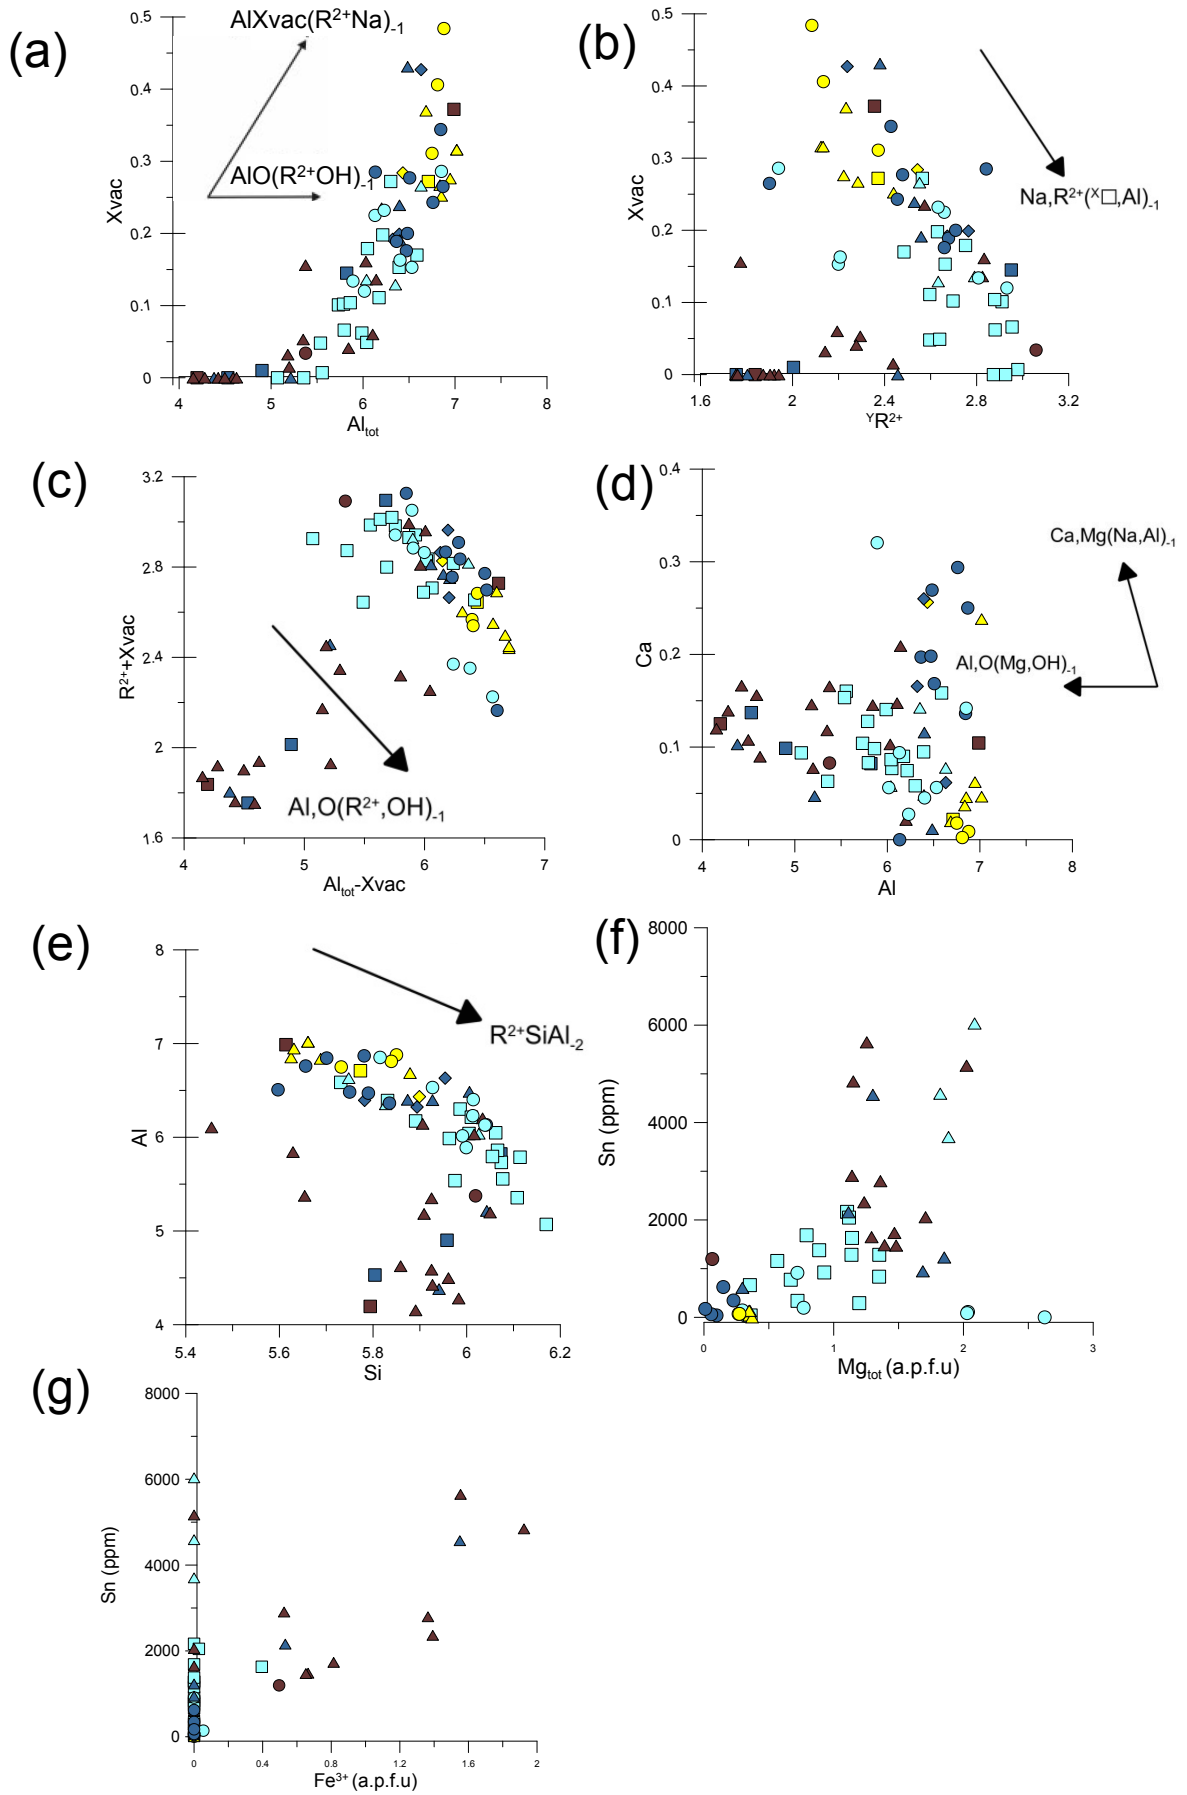 (a)
AlXvac(R²⁺Na)₋₁
AlO(R²⁺OH)₋₁
Xvac
0.5
0.4
0.3
0.2
0.1
0
4 5 6 7 8
Al_tot
(b)
Na,R²⁺(ˣ□,Al)₋₁
Xvac
0.5
0.4
0.3
0.2
0.1
0
1.6 2 2.4 2.8 3.2
ʸR²⁺
(c)
Al,O(R²⁺,OH)₋₁
R²⁺+Xvac
3.2
2.8
2.4
2
1.6
4 5 6 7
Al_tot-Xvac
(d)
Ca,Mg(Na,Al)₋₁
Al,O(Mg,OH)₋₁
Ca
0.4
0.3
0.2
0.1
0
4 5 6 7 8
Al
(e)
R²⁺SiAl₋₂
Al
8
7
6
5
4
5.4 5.6 5.8 6 6.2
Si
(f)
Sn (ppm)
8000
6000
4000
2000
0
0 1 2 3
Mg_tot (a.p.f.u)
(g)
Sn (ppm)
8000
6000
4000
2000
0
0 0.4 0.8 1.2 1.6 2
Fe³⁺ (a.p.f.u)